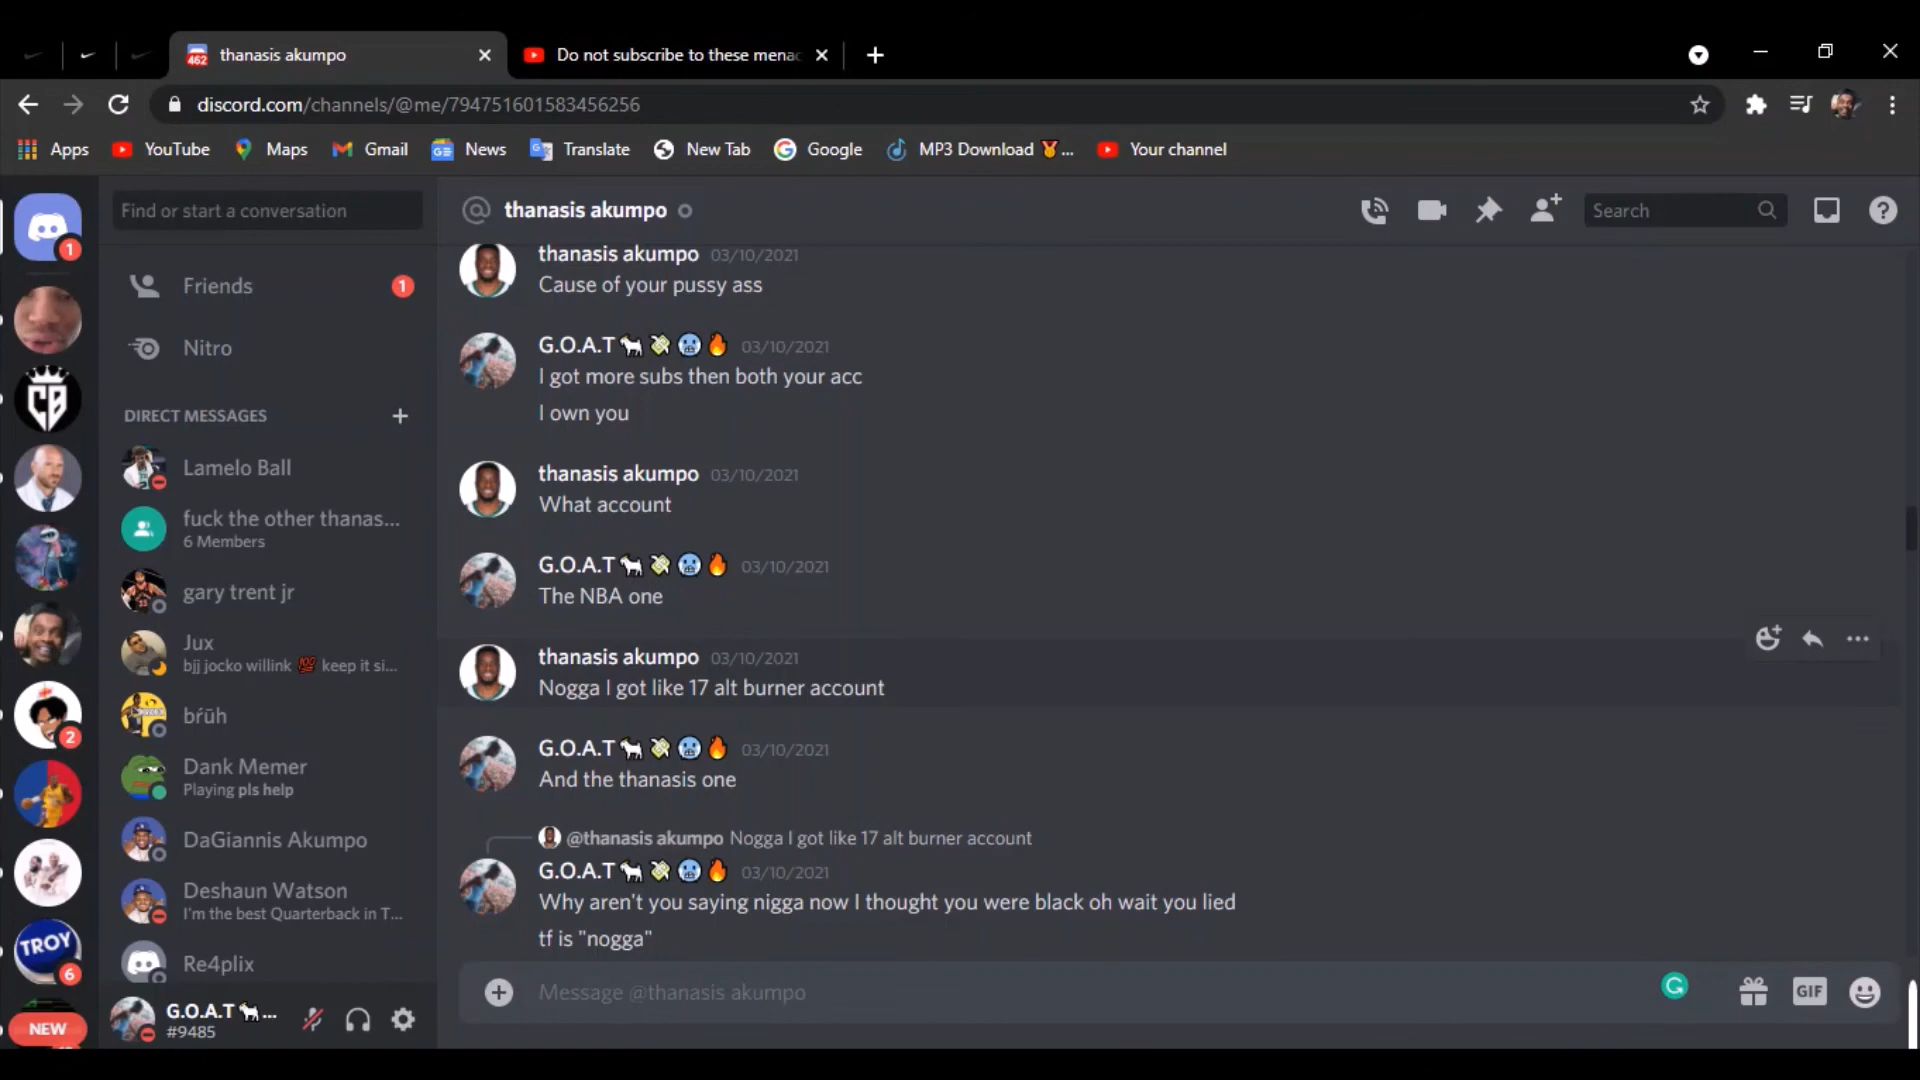 462 thanasis akumpo
Do not subscribe to these menac
discord.com/channels/@me/794751601583456256
Apps YouTube Maps Gmail News Translate New Tab Google MP3 Download 🏅... Your channel
Find or start a conversation
@ thanasis akumpo
Search
1
Friends 1
Nitro
DIRECT MESSAGES
Lamelo Ball
fuck the other thanas...
6 Members
gary trent jr
Jux
bjj jocko willink 💯 keep it si...
bŕūh
Dank Memer
Playing pls help
DaGiannis Akumpo
Deshaun Watson
I'm the best Quarterback in T...
Re4plix
CB
2
TROY
6
NEW
G.O.A.T 🐐...
#9485
thanasis akumpo 03/10/2021
Cause of your pussy ass
G.O.A.T 🐐 💸 🥶 🔥 03/10/2021
I got more subs then both your acc
I own you
thanasis akumpo 03/10/2021
What account
G.O.A.T 🐐 💸 🥶 🔥 03/10/2021
The NBA one
thanasis akumpo 03/10/2021
Nogga I got like 17 alt burner account
G.O.A.T 🐐 💸 🥶 🔥 03/10/2021
And the thanasis one
@thanasis akumpo Nogga I got like 17 alt burner account
G.O.A.T 🐐 💸 🥶 🔥 03/10/2021
Why aren't you saying nigga now I thought you were black oh wait you lied
tf is "nogga"
Message @thanasis akumpo
GIF